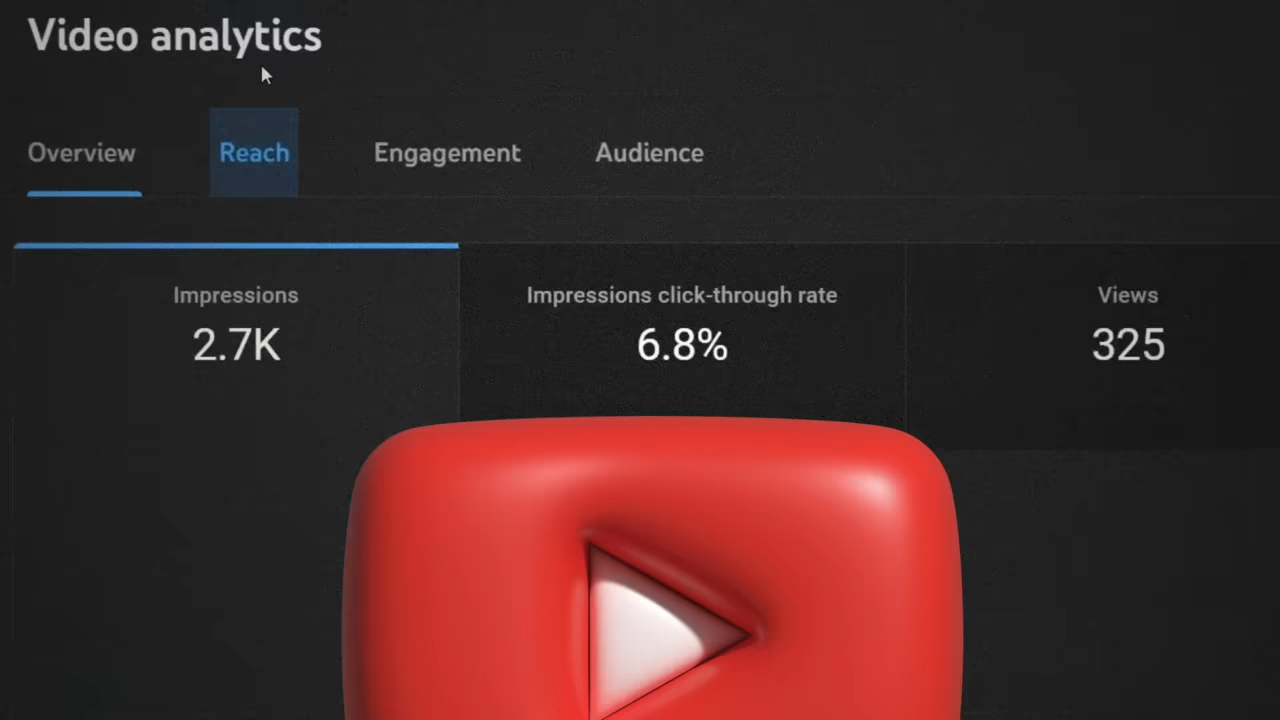 Video analytics
Overview Reach Engagement Audience
Impressions Impressions click-through rate Views
2.7K 6.8% 325